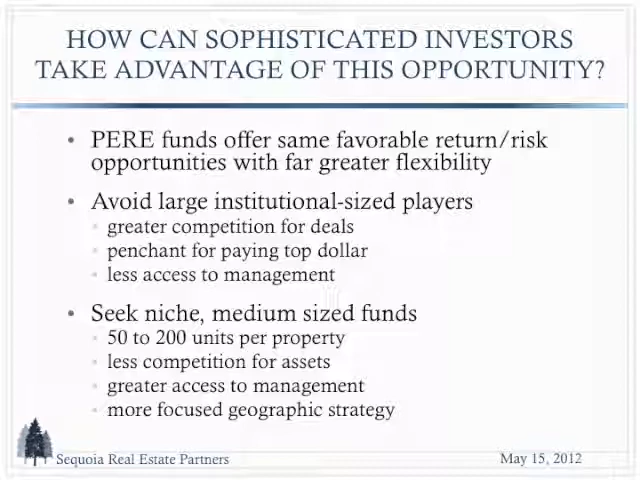 HOW CAN SOPHISTICATED INVESTORS
TAKE ADVANTAGE OF THIS OPPORTUNITY?
• PERE funds offer same favorable return/risk
opportunities with far greater flexibility
• Avoid large institutional-sized players
• greater competition for deals
• penchant for paying top dollar
• less access to management
• Seek niche, medium sized funds
• 50 to 200 units per property
• less competition for assets
• greater access to management
• more focused geographic strategy
Sequoia Real Estate Partners
May 15, 2012